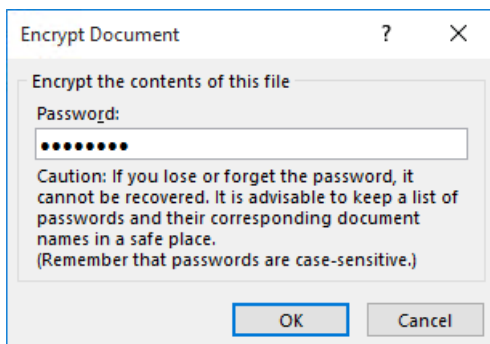 Encrypt Document ? ×
Encrypt the contents of this file
Password:
●●●●●●●●
Caution: If you lose or forget the password, it
cannot be recovered. It is advisable to keep a list of
passwords and their corresponding document
names in a safe place.
(Remember that passwords are case-sensitive.)
OK Cancel